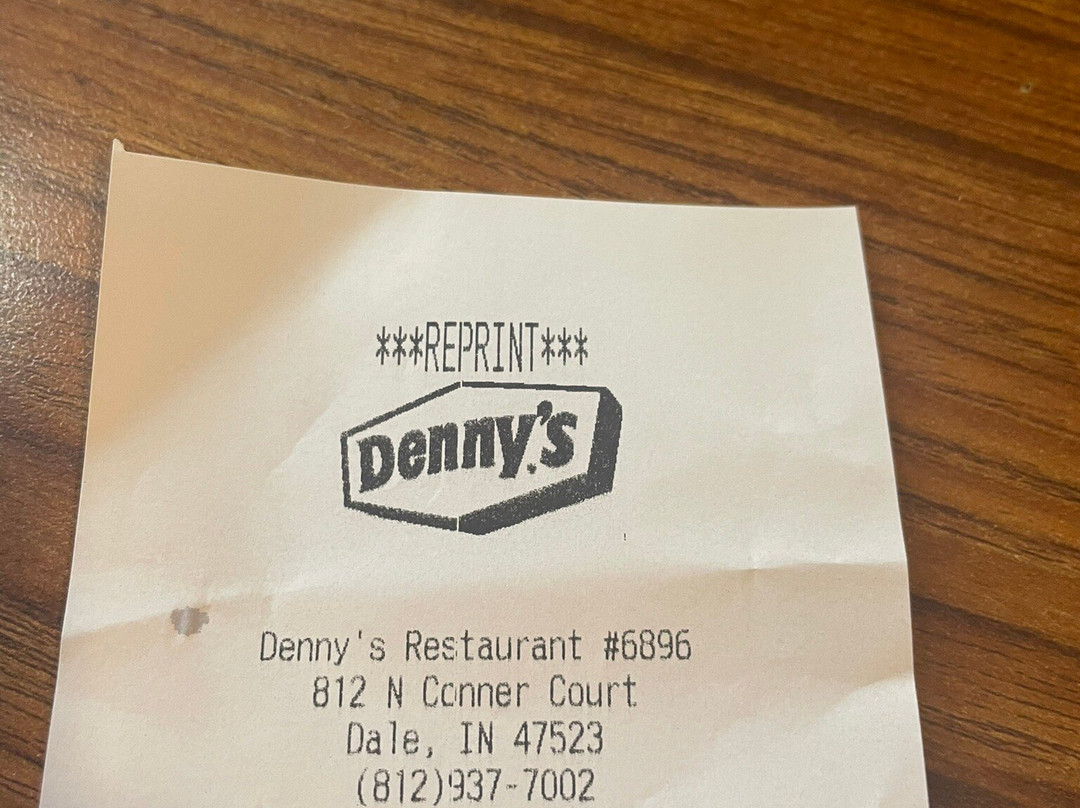 ***REPRINT***
Denny's
Denny's Restaurant #6896
812 N Conner Court
Dale, IN 47523
(812)937-7002